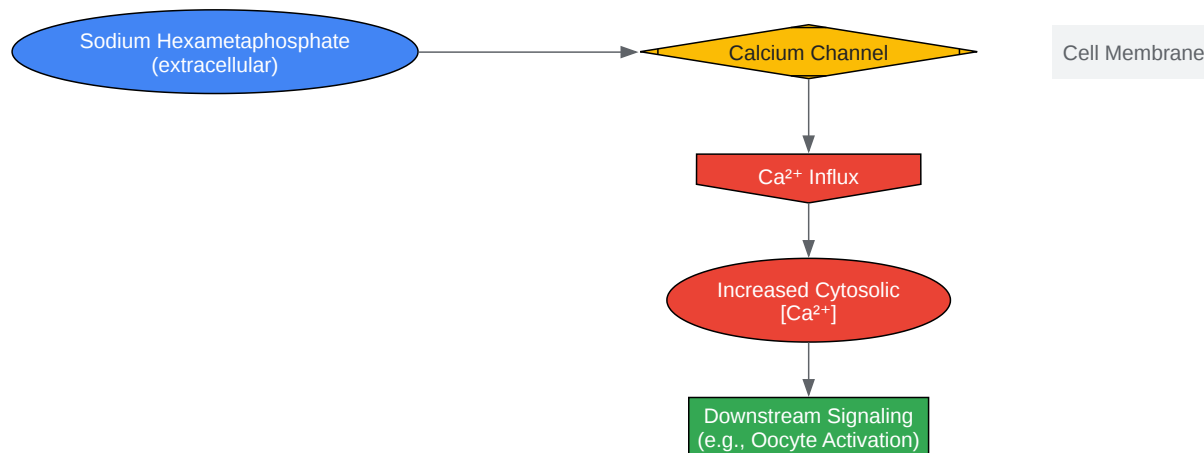 Sodium Hexametaphosphate
(extracellular)
Calcium Channel
Cell Membrane
Ca²⁺ Influx
Increased Cytosolic
[Ca²⁺]
Downstream Signaling
(e.g., Oocyte Activation)